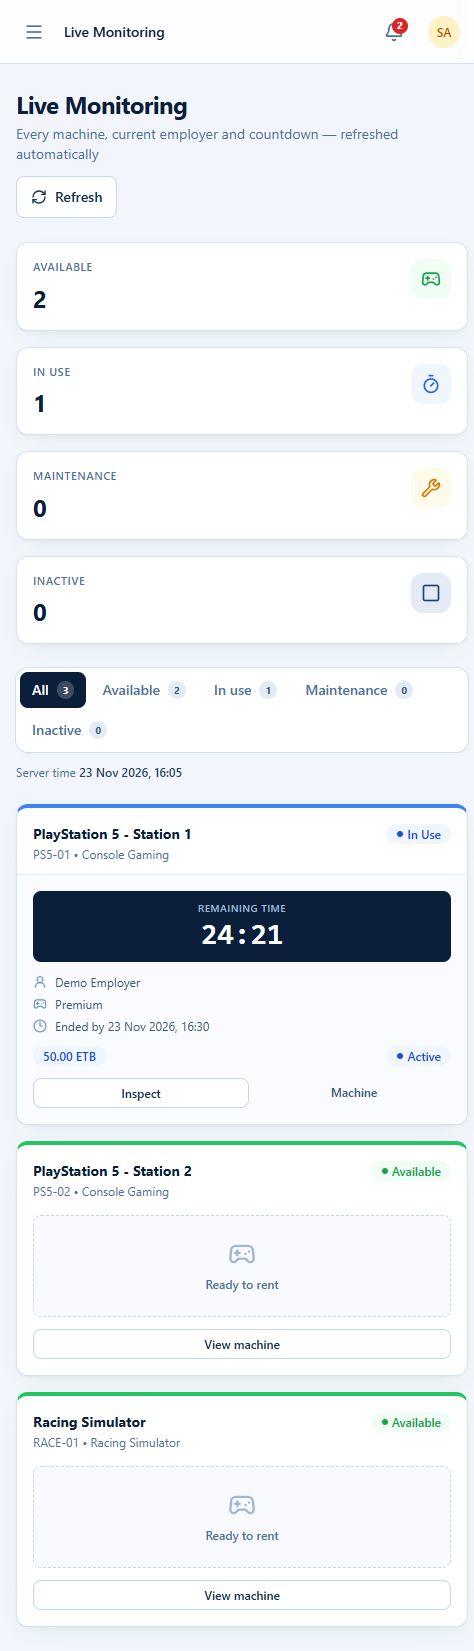 Live Monitoring
2
SA
Live Monitoring
Every machine, current employer and countdown — refreshed
automatically
Refresh
AVAILABLE
2
IN USE
1
MAINTENANCE
0
INACTIVE
0
All 3 Available 2 In use 1 Maintenance 0
Inactive 0
Server time 23 Nov 2026, 16:05
PlayStation 5 - Station 1
In Use
PS5-01 • Console Gaming
REMAINING TIME
24:21
Demo Employer
Premium
Ended by 23 Nov 2026, 16:30
50.00 ETB
Active
Inspect
Machine
PlayStation 5 - Station 2
Available
PS5-02 • Console Gaming
Ready to rent
View machine
Racing Simulator
Available
RACE-01 • Racing Simulator
Ready to rent
View machine